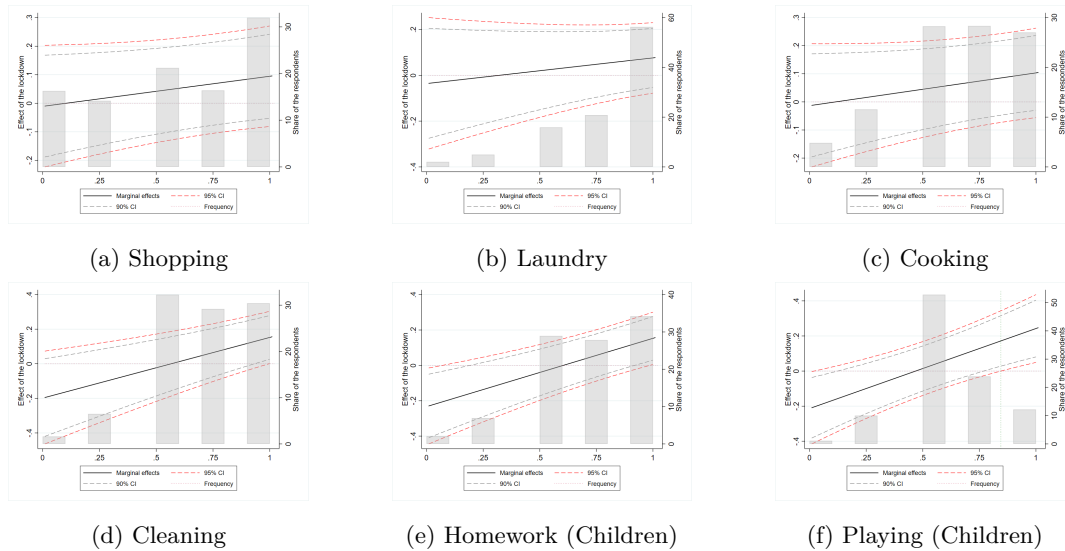 .3
.2
.1
0
-.1
-.2
Effect of the lockdown
0
.25
.5
.75
1
30
20
10
0
Share of the respondents
Marginal effects
95% CI
90% CI
Frequency
(a) Shopping
.2
0
-.2
-.4
Effect of the lockdown
0
.25
.5
.75
1
60
40
20
0
Share of the respondents
Marginal effects
95% CI
90% CI
Frequency
(b) Laundry
.3
.2
.1
0
-.1
-.2
Effect of the lockdown
0
.25
.5
.75
1
30
20
10
0
Share of the respondents
Marginal effects
95% CI
90% CI
Frequency
(c) Cooking
.4
.2
0
-.2
-.4
Effect of the lockdown
0
.25
.5
.75
1
30
20
10
0
Share of the respondents
Marginal effects
95% CI
90% CI
Frequency
(d) Cleaning
.4
.2
0
-.2
-.4
Effect of the lockdown
0
.25
.5
.75
1
40
30
20
10
0
Share of the respondents
Marginal effects
95% CI
90% CI
Frequency
(e) Homework (Children)
.4
.2
0
-.2
-.4
Effect of the lockdown
0
.25
.5
.75
1
50
40
30
20
10
0
Share of the respondents
Marginal effects
95% CI
90% CI
Frequency
(f) Playing (Children)